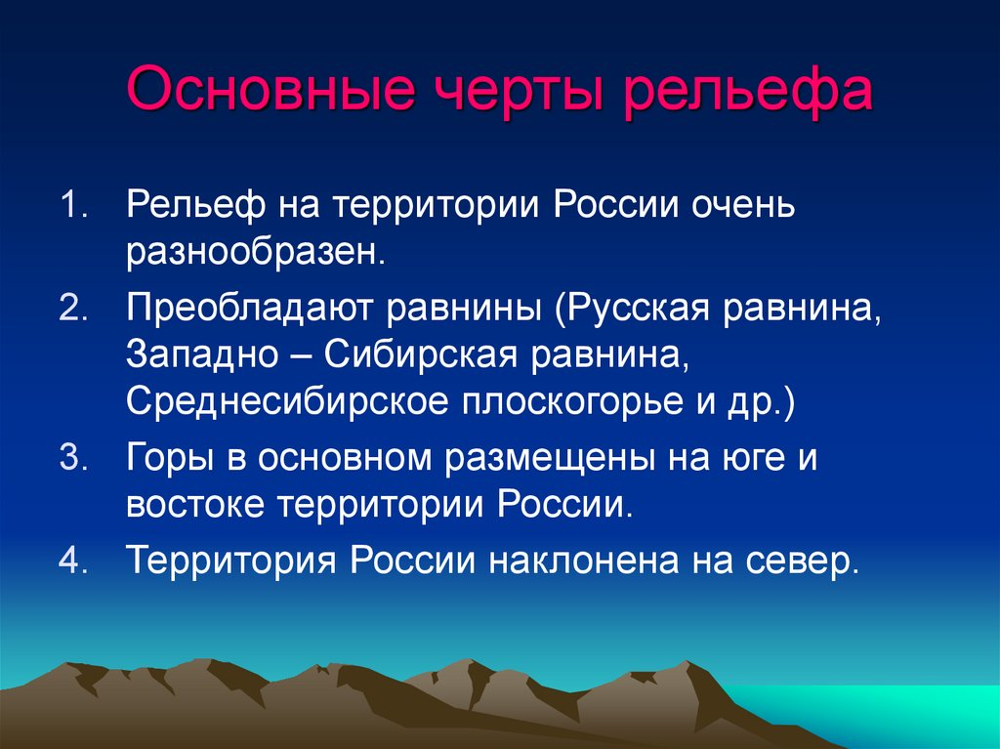 Основные черты рельефа
1. Рельеф на территории России очень
разнообразен.
2. Преобладают равнины (Русская равнина,
Западно – Сибирская равнина,
Среднесибирское плоскогорье и др.)
3. Горы в основном размещены на юге и
востоке территории России.
4. Территория России наклонена на север.